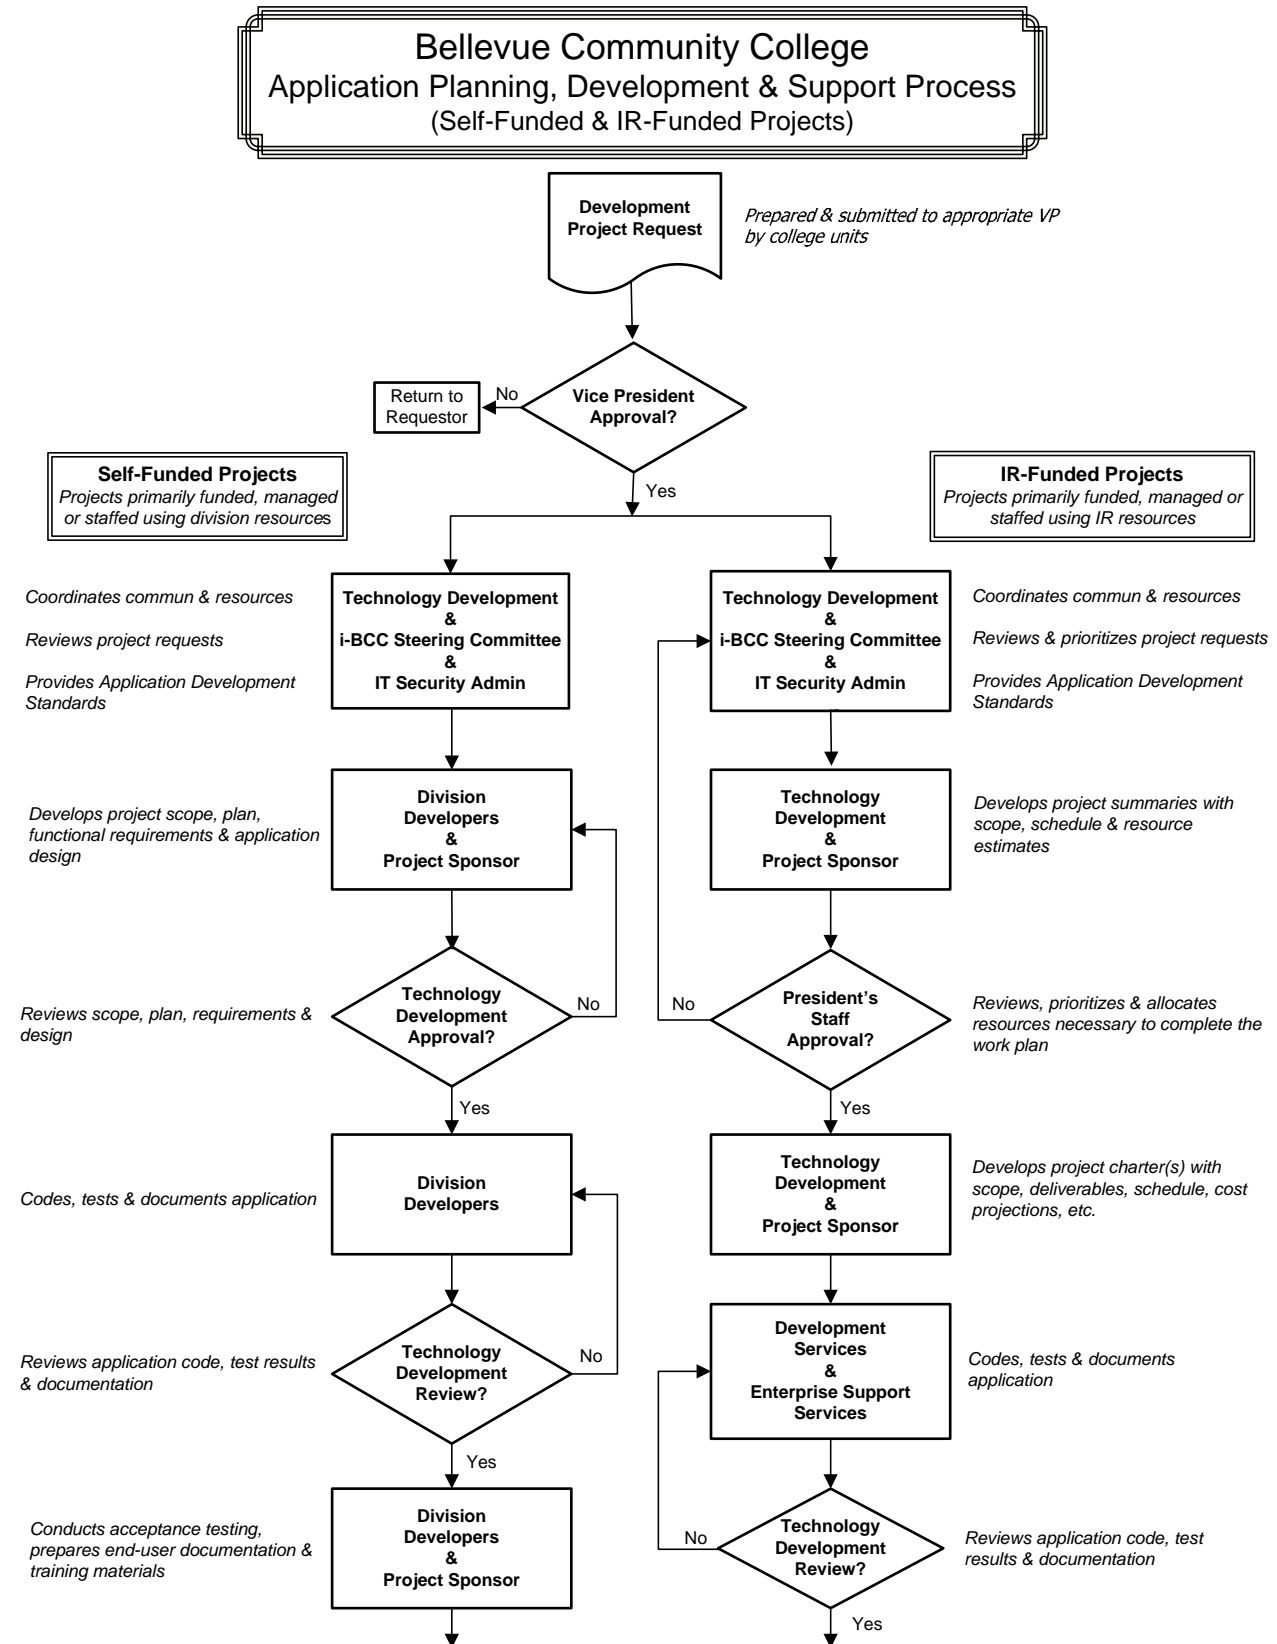 Bellevue Community College
Application Planning, Development & Support Process
(Self-Funded & IR-Funded Projects)
Development
Project Request
Prepared & submitted to appropriate VP
by college units
Vice President
Approval?
No
Return to
Requestor
Yes
Self-Funded Projects
Projects primarily funded, managed
or staffed using division resources
IR-Funded Projects
Projects primarily funded, managed or
staffed using IR resources
Coordinates commun & resources
Reviews project requests
Provides Application Development
Standards
Technology Development
&
i-BCC Steering Committee
&
IT Security Admin
Technology Development
&
i-BCC Steering Committee
&
IT Security Admin
Coordinates commun & resources
Reviews & prioritizes project requests
Provides Application Development
Standards
Develops project scope, plan,
functional requirements & application
design
Division
Developers
&
Project Sponsor
Technology
Development
&
Project Sponsor
Develops project summaries with
scope, schedule & resource
estimates
Reviews scope, plan, requirements &
design
Technology
Development
Approval?
No
Yes
No
President's
Staff
Approval?
Yes
Reviews, prioritizes & allocates
resources necessary to complete the
work plan
Codes, tests & documents application
Division
Developers
Technology
Development
&
Project Sponsor
Develops project charter(s) with
scope, deliverables, schedule, cost
projections, etc.
Reviews application code, test results
& documentation
Technology
Development
Review?
No
Yes
Development
Services
&
Enterprise Support
Services
Codes, tests & documents
application
Conducts acceptance testing,
prepares end-user documentation &
training materials
Division
Developers
&
Project Sponsor
No
Technology
Development
Review?
Yes
Reviews application code, test
results & documentation